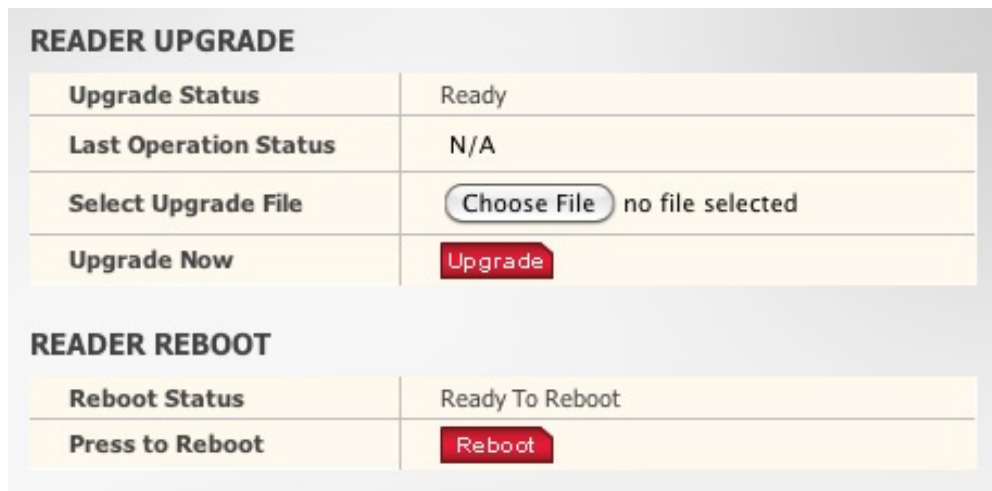 READER UPGRADE
Upgrade Status Ready
Last Operation Status N/A
Select Upgrade File Choose File no file selected
Upgrade Now Upgrade
READER REBOOT
Reboot Status Ready To Reboot
Press to Reboot Reboot